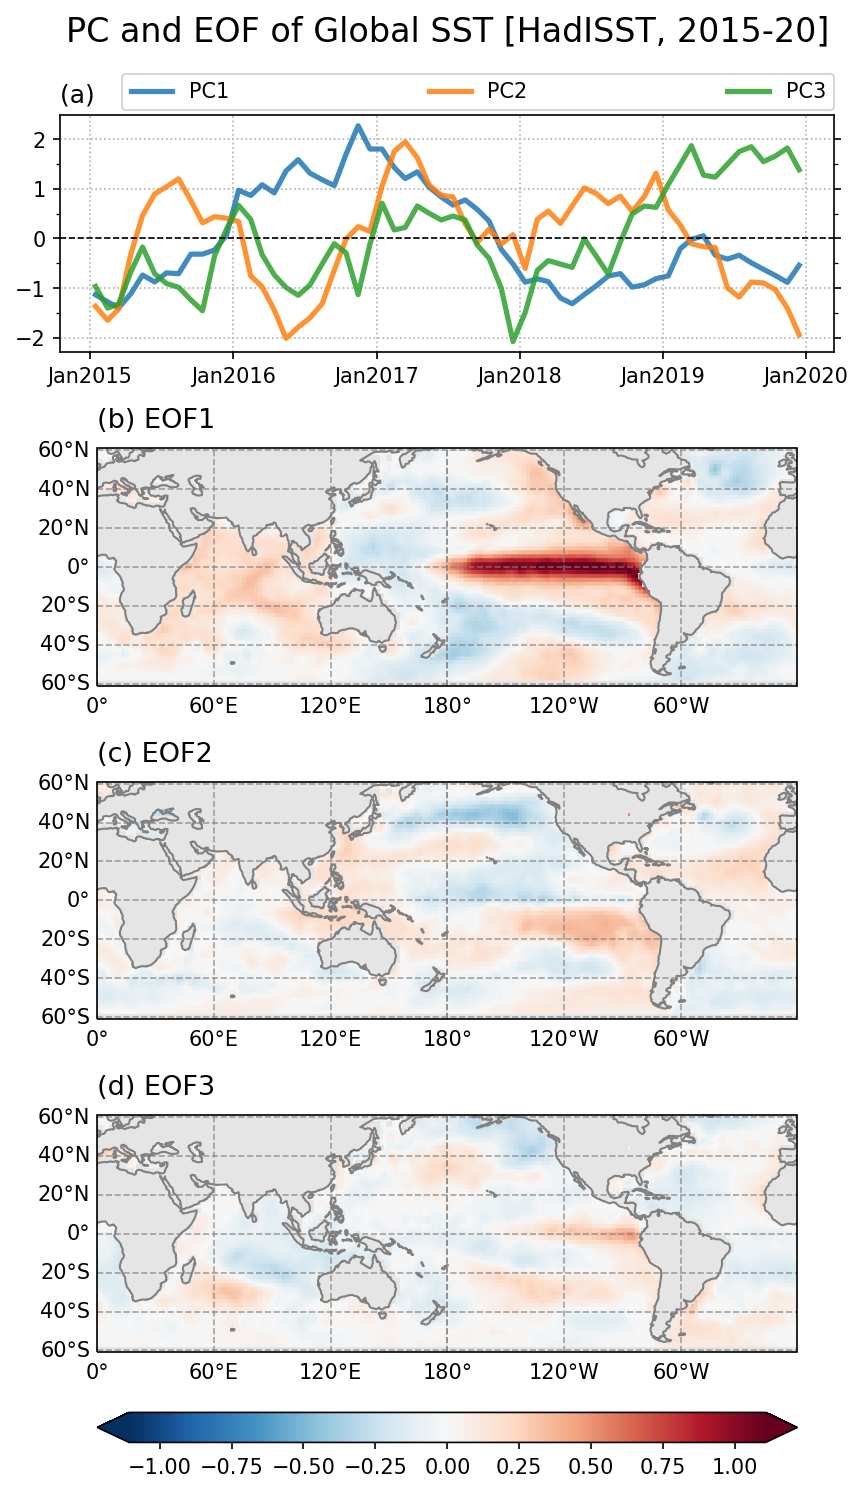 PC and EOF of Global SST [HadISST, 2015-20]
(a)
PC1 PC2 PC3
2
1
0
−1
−2
Jan2015 Jan2016 Jan2017 Jan2018 Jan2019 Jan2020
(b) EOF1
60°N
40°N
20°N
0°
20°S
40°S
60°S
0° 60°E 120°E 180° 120°W 60°W
(c) EOF2
60°N
40°N
20°N
0°
20°S
40°S
60°S
0° 60°E 120°E 180° 120°W 60°W
(d) EOF3
60°N
40°N
20°N
0°
20°S
40°S
60°S
0° 60°E 120°E 180° 120°W 60°W
−1.00 −0.75 −0.50 −0.25 0.00 0.25 0.50 0.75 1.00